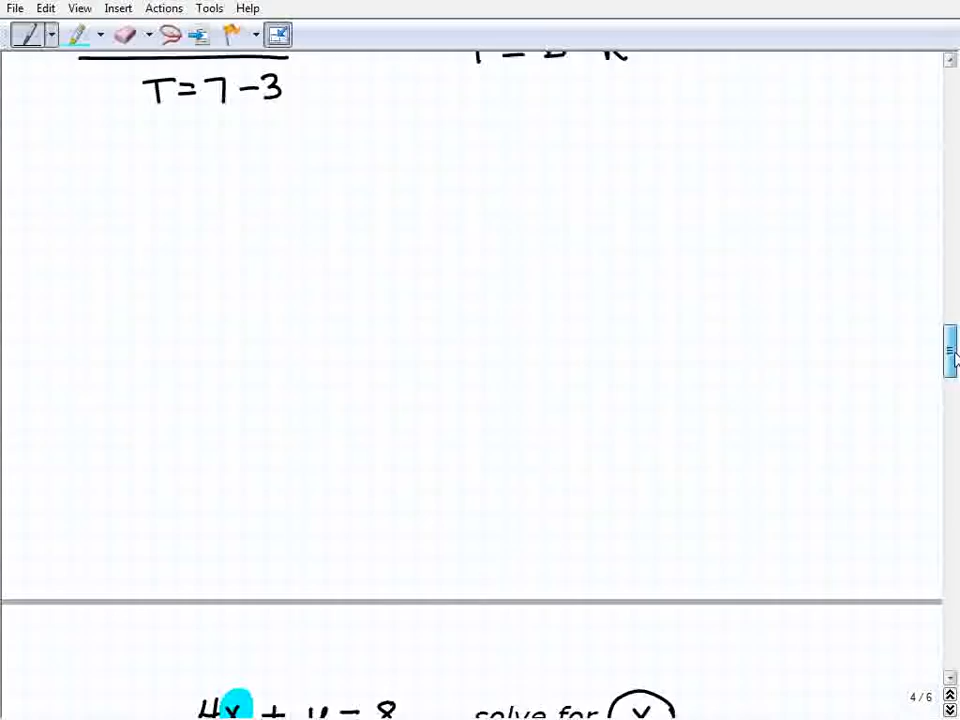 File Edit View Insert Actions Tools Help
T = 7 - 3
4x + y = 8 solve for x
4 / 6